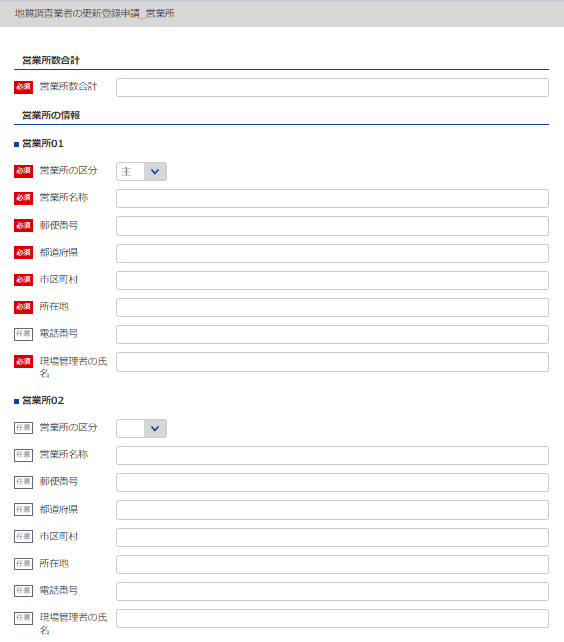 地質調査業者の更新登録申請_営業所
営業所数合計
必須 営業所数合計
営業所の情報
営業所01
必須 営業所の区分 主
必須 営業所名称
必須 郵便番号
必須 都道府県
必須 市区町村
必須 所在地
任意 電話番号
必須 現場管理者の氏
名
営業所02
任意 営業所の区分
任意 営業所名称
任意 郵便番号
任意 都道府県
任意 市区町村
任意 所在地
任意 電話番号
任意 現場管理者の氏
名